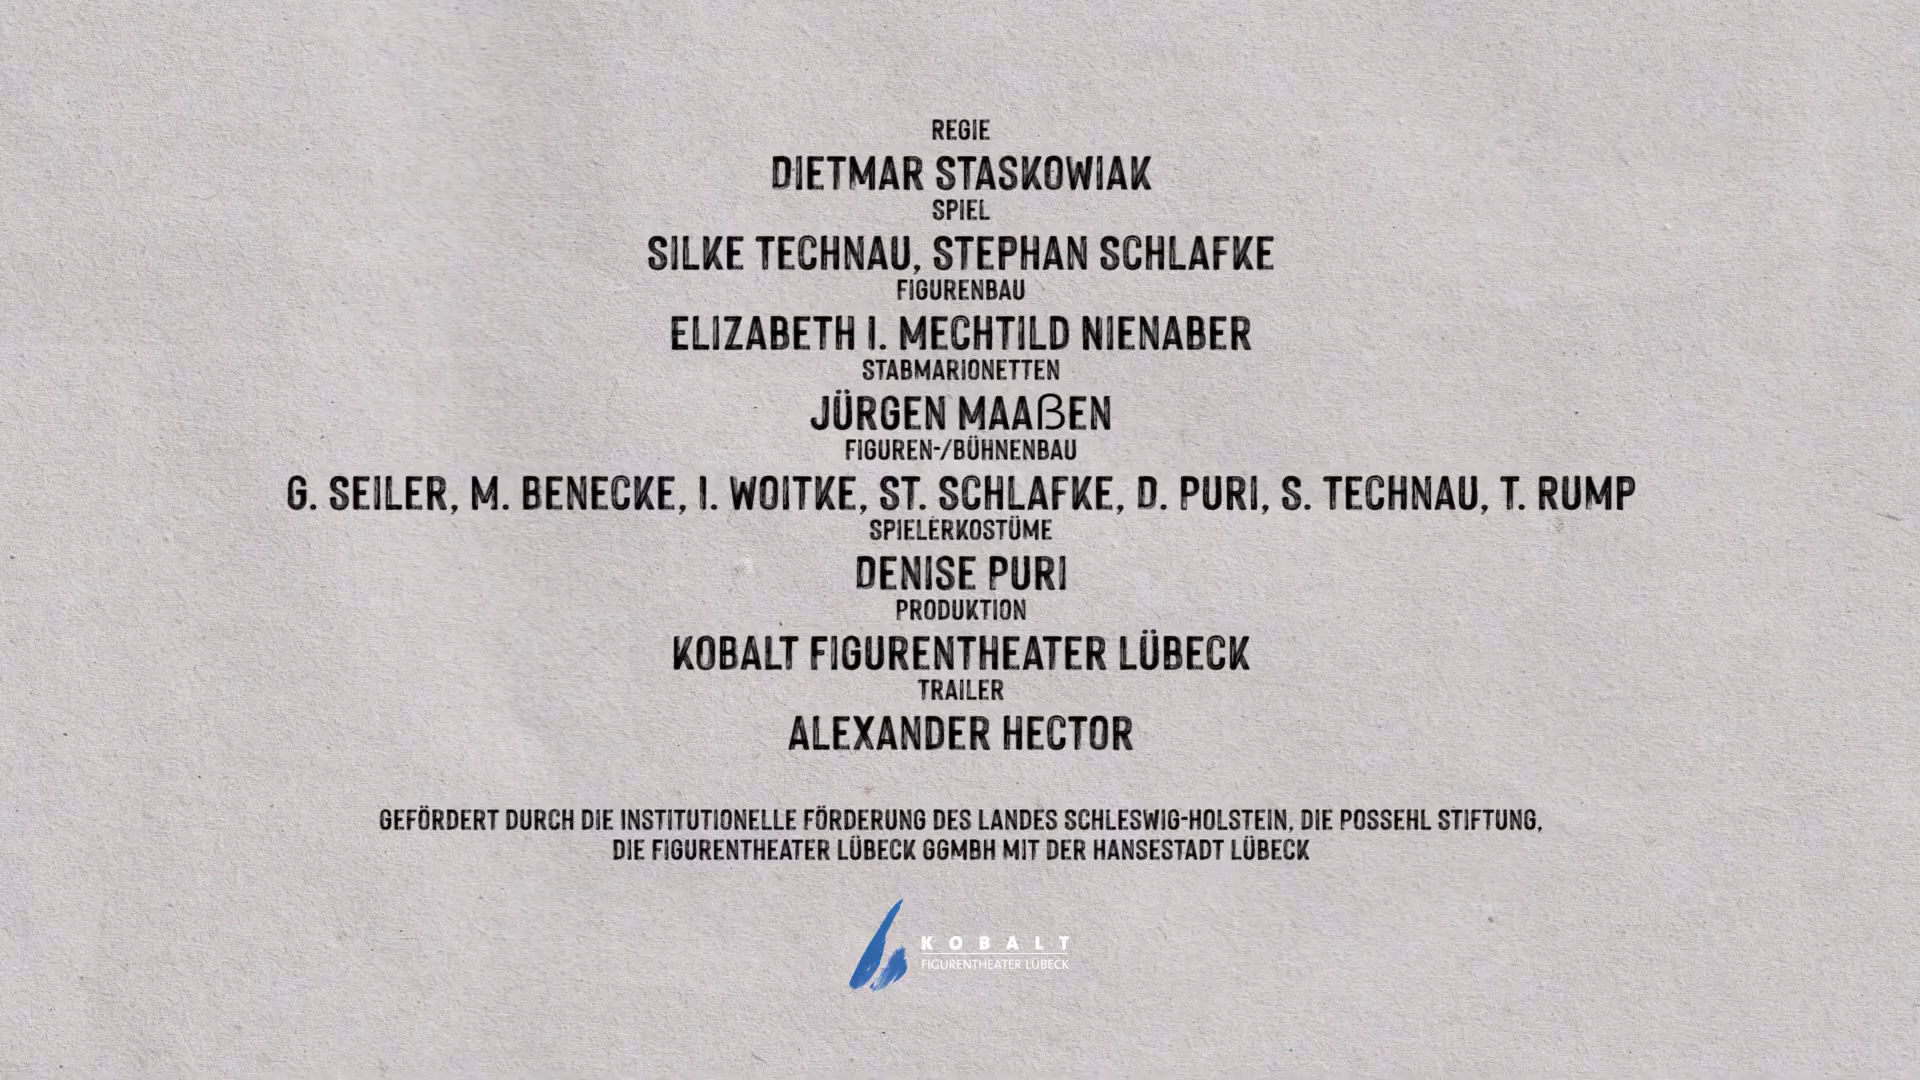 REGIE
DIETMAR STASKOWIAK
SPIEL
SILKE TECHNAU, STEPHAN SCHLAFKE
FIGURENBAU
ELIZABETH I. MECHTILD NIENABER
STABMARIONETTEN
JÜRGEN MAAßEN
FIGUREN-/BÜHNENBAU
G. SEILER, M. BENECKE, I. WOITKE, ST. SCHLAFKE, D. PURI, S. TECHNAU, T. RUMP
SPIELERKOSTÜME
DENISE PURI
PRODUKTION
KOBALT FIGURENTHEATER LÜBECK
TRAILER
ALEXANDER HECTOR
GEFÖRDERT DURCH DIE INSTITUTIONELLE FÖRDERUNG DES LANDES SCHLESWIG-HOLSTEIN, DIE POSSEHL STIFTUNG,
DIE FIGURENTHEATER LÜBECK GGMBH MIT DER HANSESTADT LÜBECK
KOBALT
FIGURENTHEATER LÜBECK